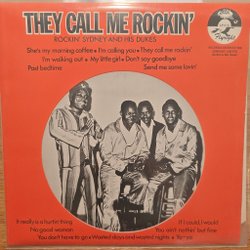 THEY CALL ME ROCKIN'
ROCKIN' SYDNEY AND HIS DUKES
She's my morning coffee • I'm calling you • They call me rockin'
I'm walking out • My little girl • Don't say goodbye
Past bedtime
Send me some lovin'
Flyright
It really is a hurtin' thing
If I could, I would
No good woman
You ain't nothin' but fine
You don't have to go • Wasted days and wasted nights • Ya-ya